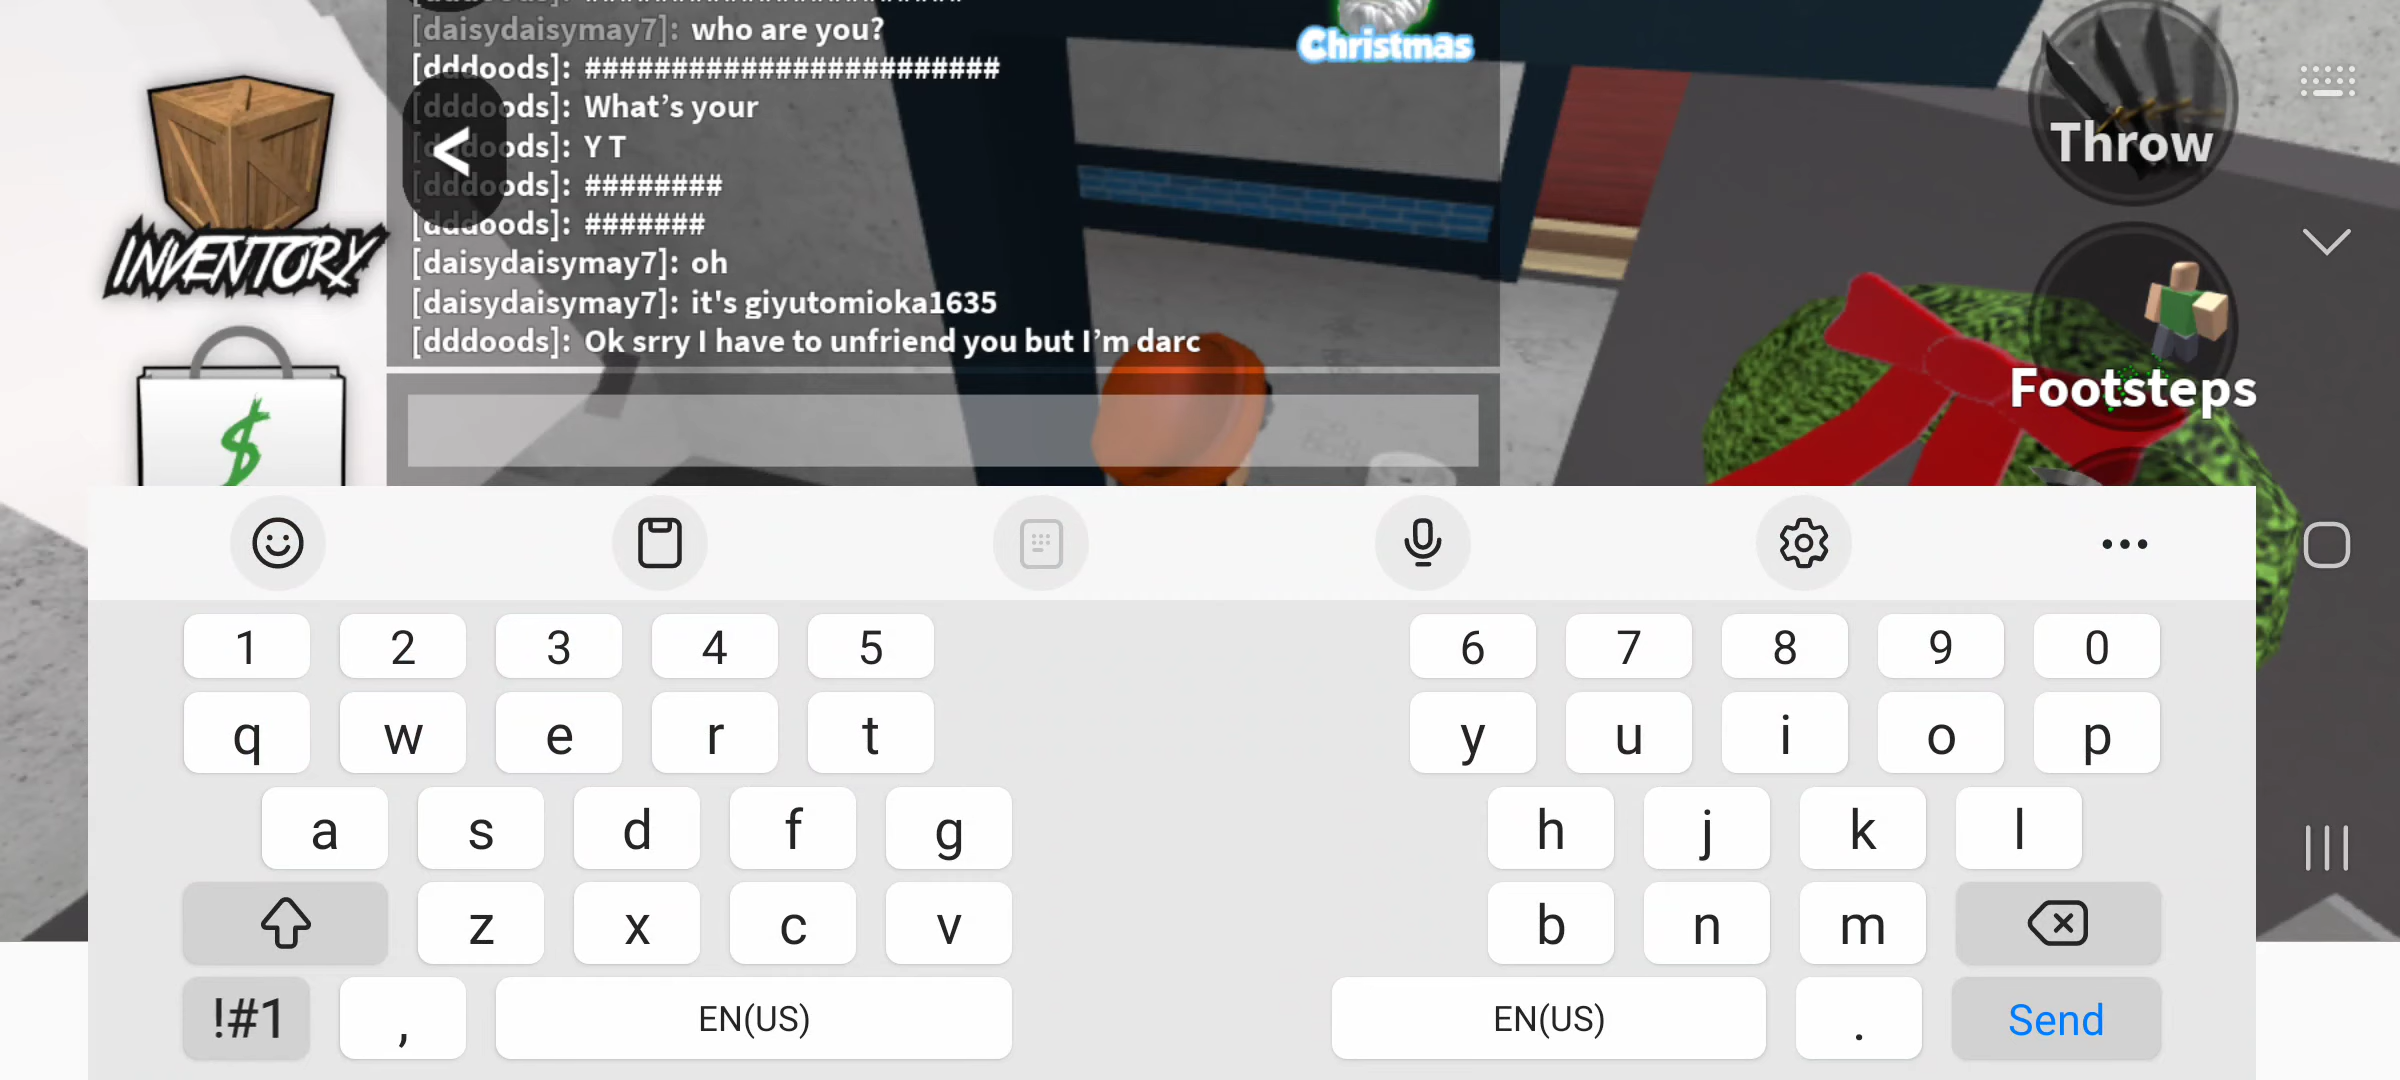 [daisydaisymay7]: who are you?
Christmas
[dddoods]: ########################
[dddoods]: What’s your
[dddoods]: Y T
[dddoods]: ########
[dddoods]: #######
[daisydaisymay7]: oh
[daisydaisymay7]: it's giyutomioka1635
[dddoods]: Ok srry I have to unfriend you but I’m darc
<
INVENTORY
$
Throw
Footsteps
1 2 3 4 5 6 7 8 9 0
q w e r t y u i o p
a s d f g h j k l
z x c v b n m
!#1 , EN(US) EN(US) . Send